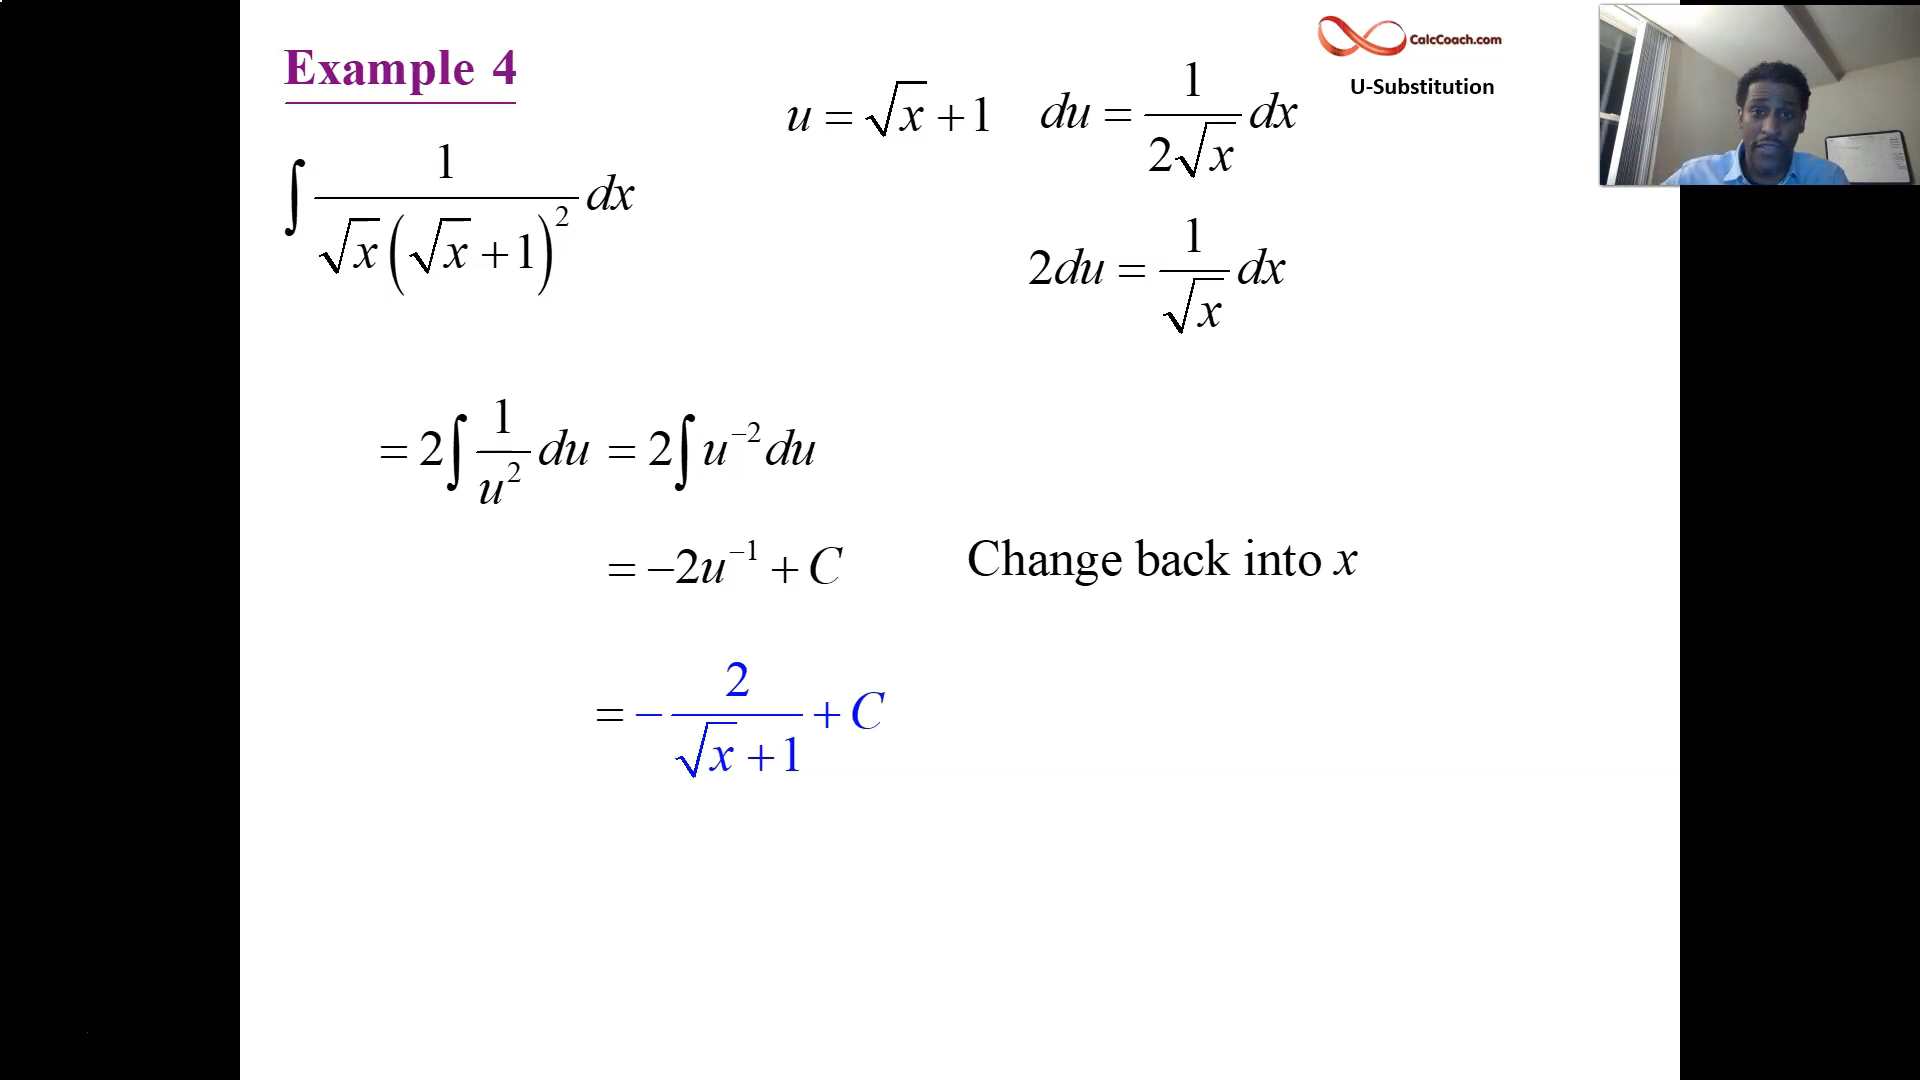 Example 4
CalcCoach.com
U-Substitution
u = √x + 1
du = 1/(2√x) dx
∫ 1/(√x(√x + 1)²) dx
2du = 1/√x dx
= 2∫ 1/u² du = 2∫ u⁻² du
= −2u⁻¹ + C
Change back into x
= − 2/(√x + 1) + C